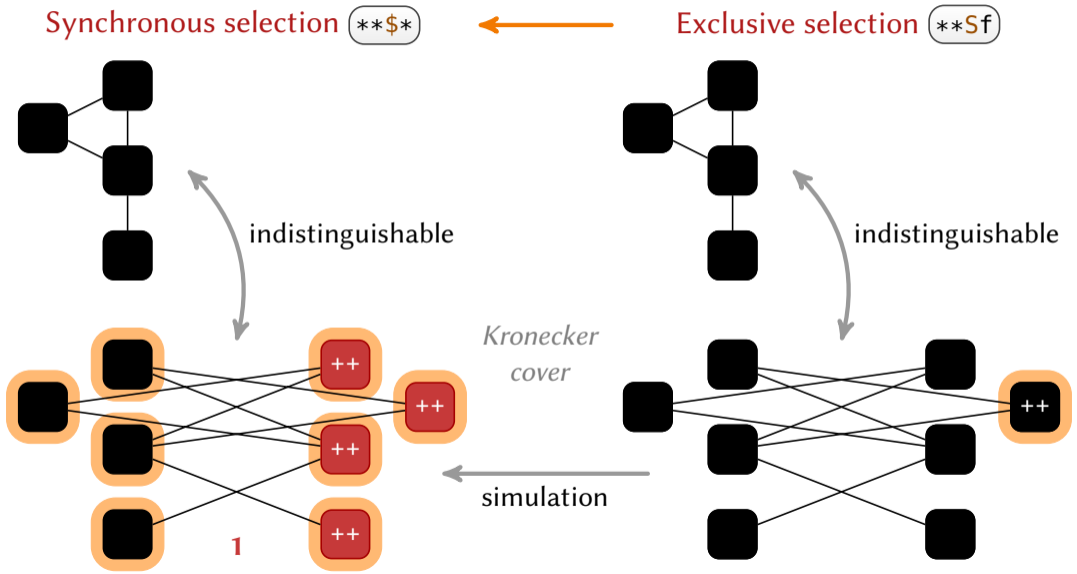 Synchronous selection **$*
Exclusive selection **Sf
indistinguishable
indistinguishable
Kronecker
cover
++
++
++
++
++
simulation
1